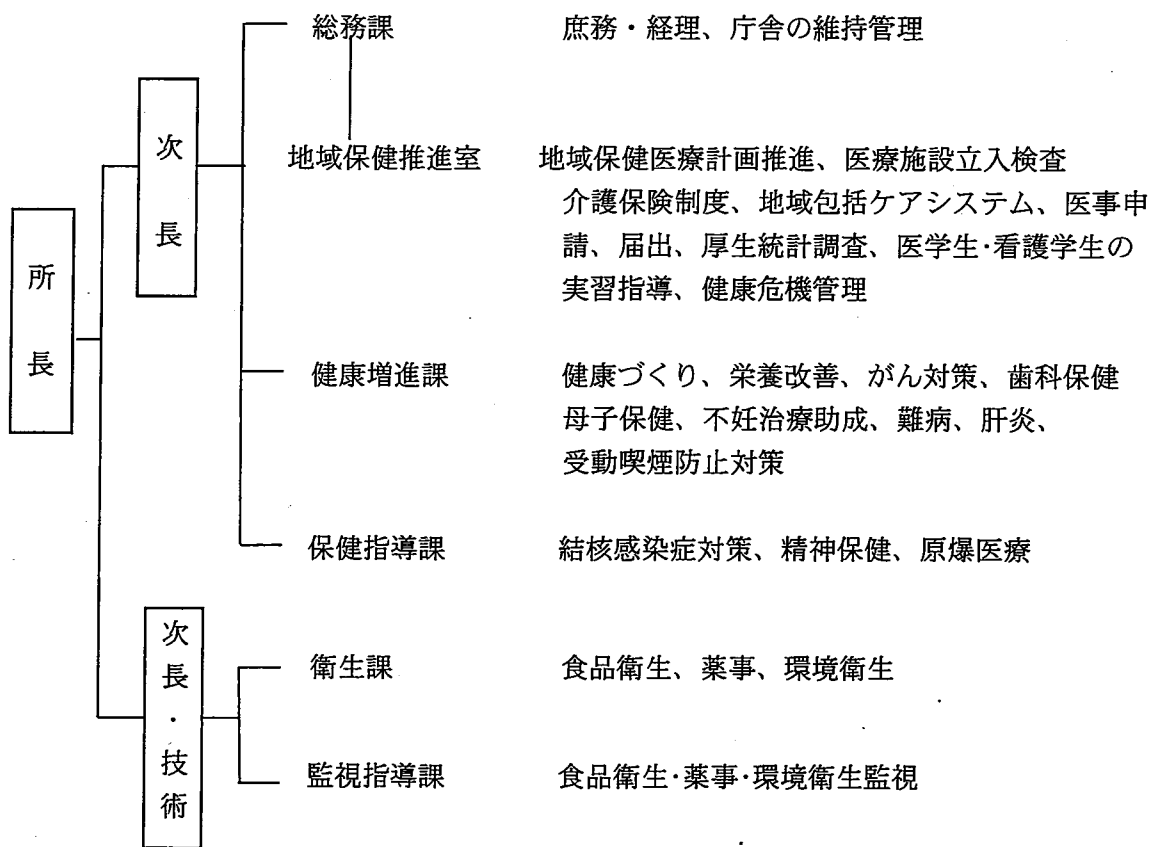 総務課 庶務・経理、庁舎の維持管理
次長
地域保健推進室 地域保健医療計画推進、医療施設立入検査
介護保険制度、地域包括ケアシステム、医事申
請、届出、厚生統計調査、医学生・看護学生の
実習指導、健康危機管理
所長
健康増進課 健康づくり、栄養改善、がん対策、歯科保健
母子保健、不妊治療助成、難病、肝炎、
受動喫煙防止対策
保健指導課 結核感染症対策、精神保健、原爆医療
次長・技術
衛生課 食品衛生、薬事、環境衛生
監視指導課 食品衛生・薬事・環境衛生監視